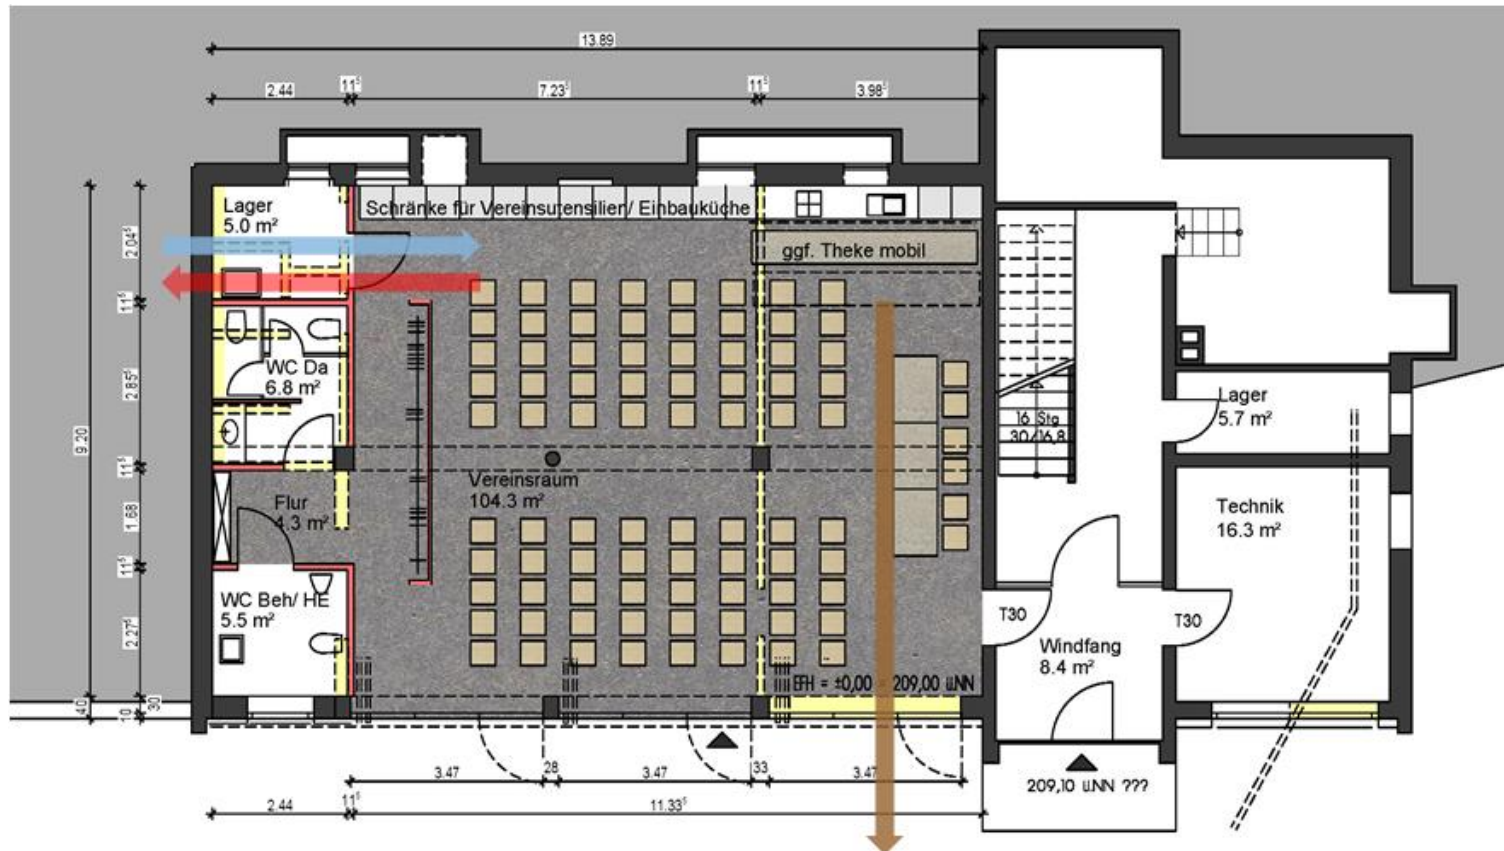 13.89
2.44
11⁵
7.23⁵
11⁵
3.98⁵
9.20
2.04⁵
11⁵
2.85⁵
11⁵
1.68
11⁵
2.27⁵
40
10
30
Lager
5.0 m²
Schränke für Vereinsutensilien/ Einbauküche
ggf. Theke mobil
WC Da
6.8 m²
Vereinsraum
104.3 m²
Flur
4.3 m²
WC Beh/ HE
5.5 m²
16 Stg
30/16,8
Lager
5.7 m²
Technik
16.3 m²
T30
T30
Windfang
8.4 m²
EFH = ±0,00 = 209,00 ü.NN
209,10 ü.NN ???
3.47
28
3.47
33
3.47
2.44
11⁵
11.33⁵